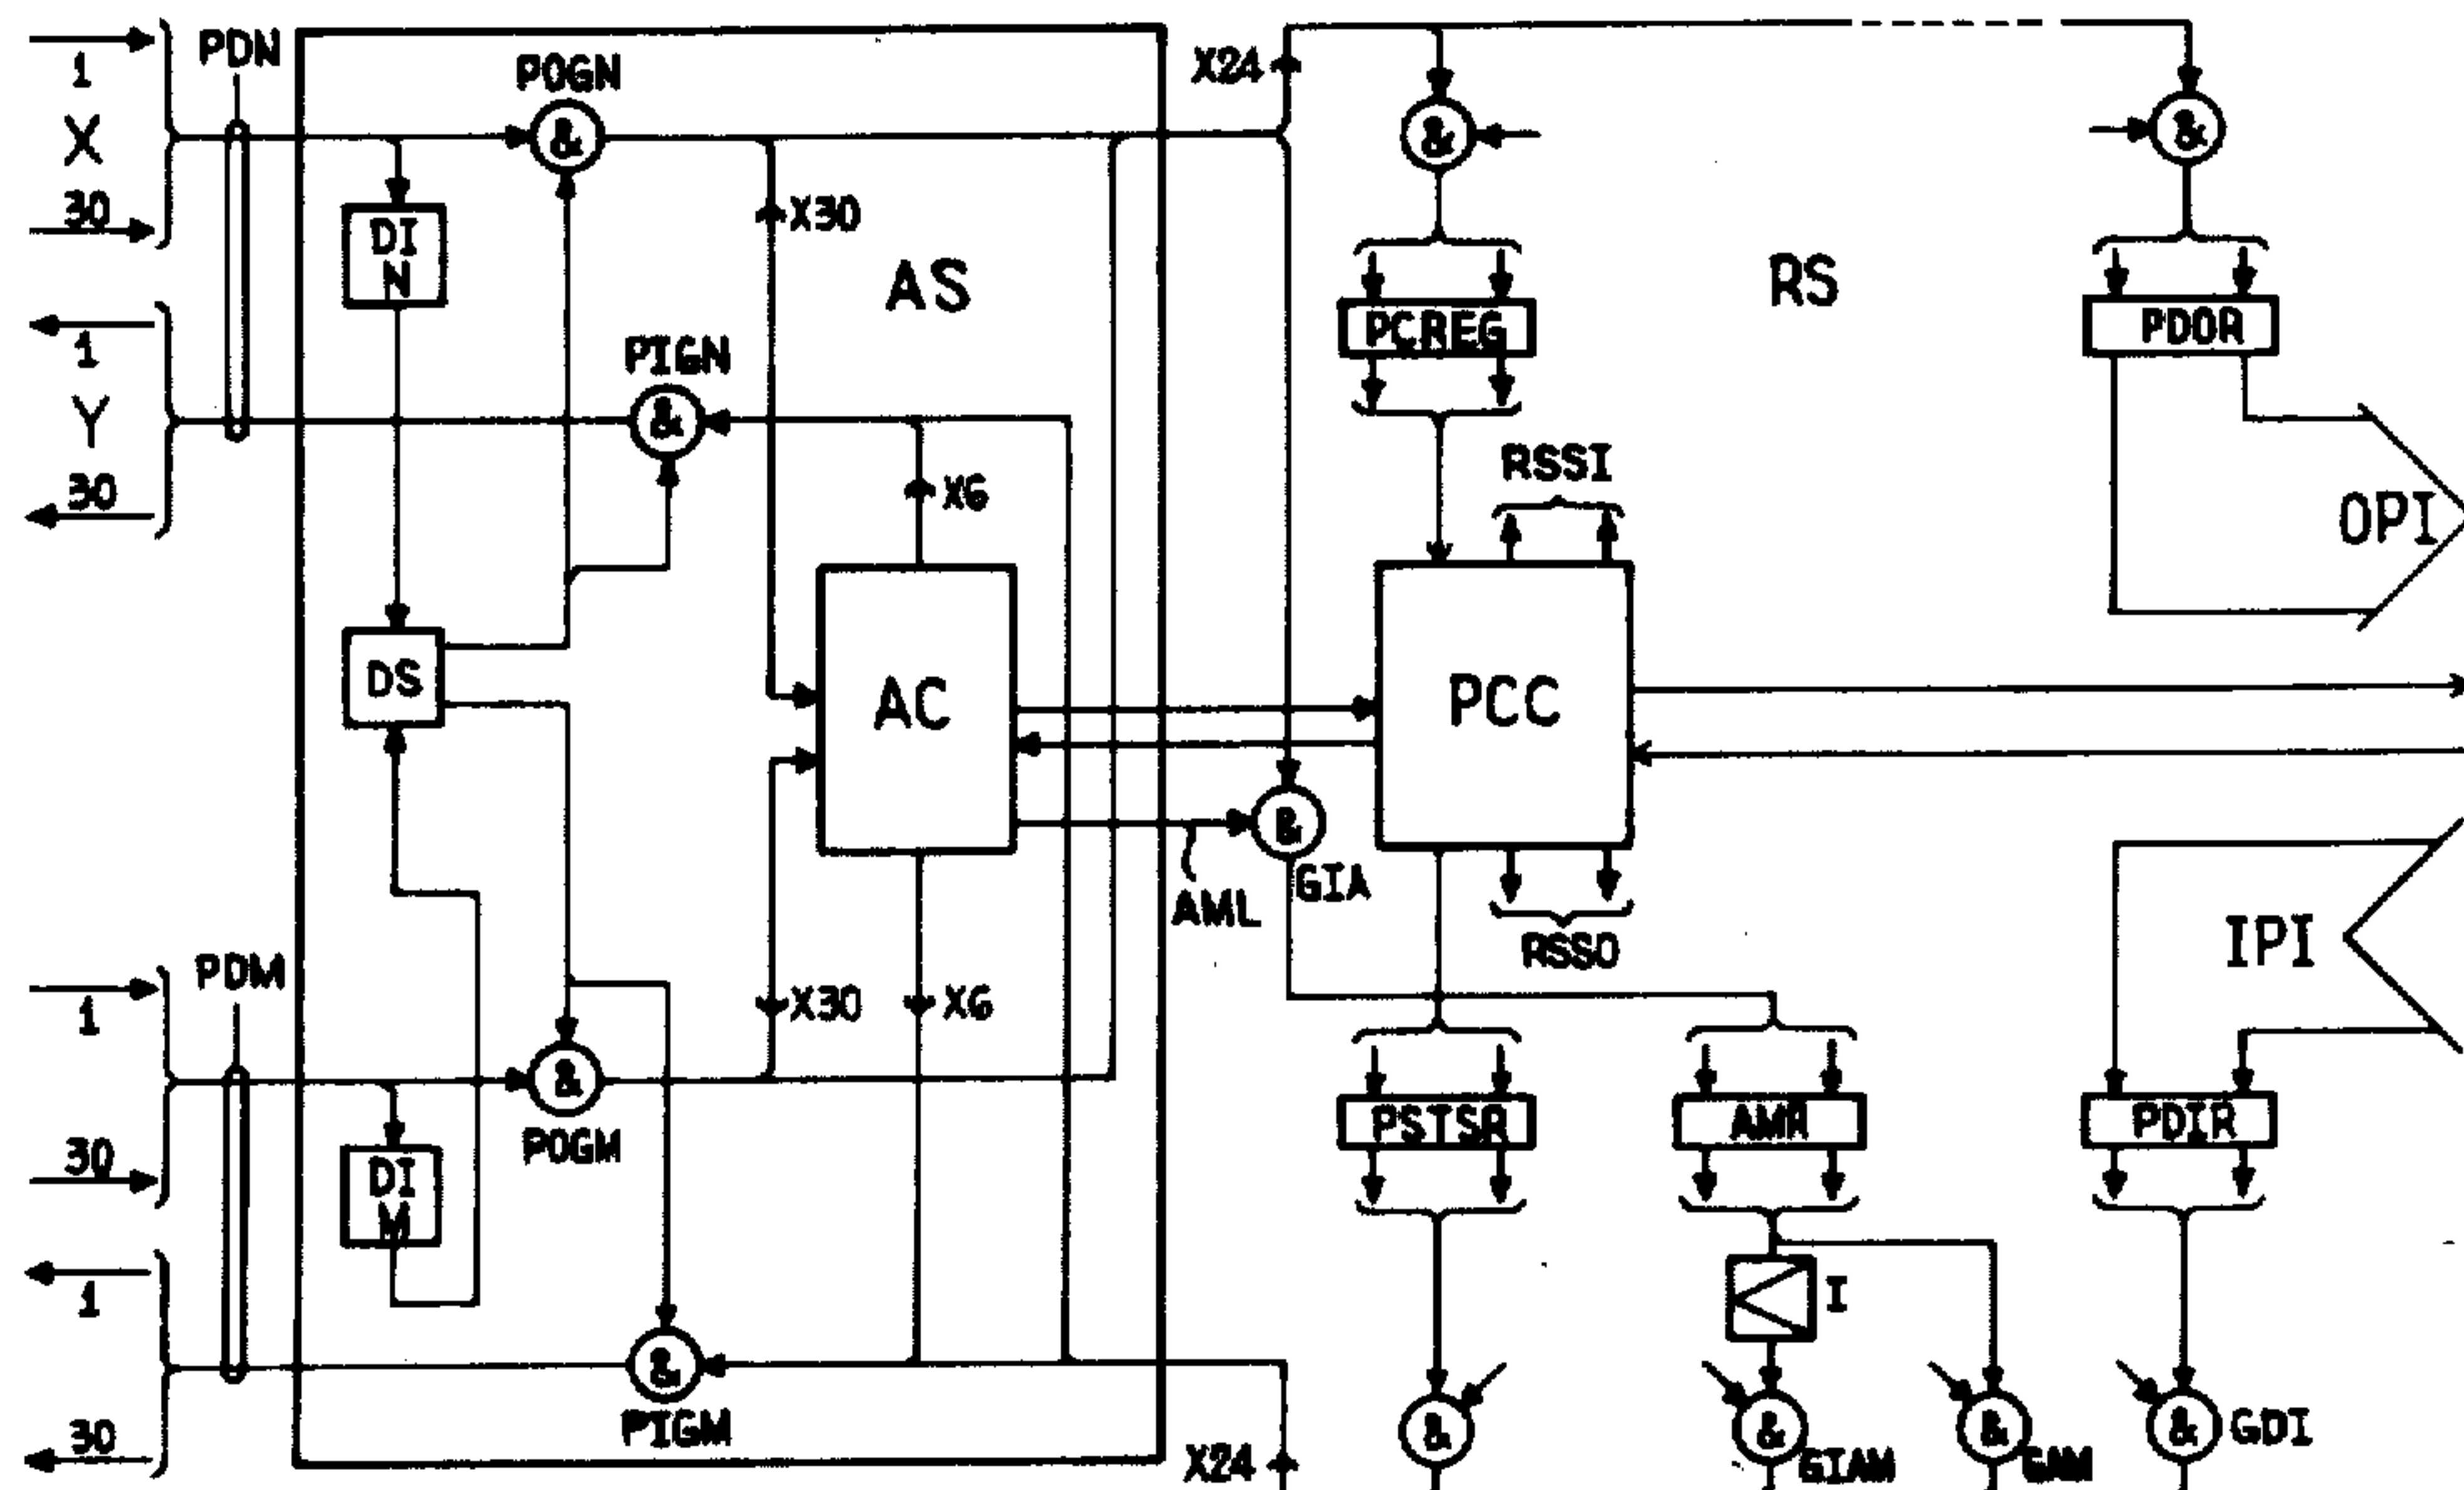 1
X
30
PDN
POGN
DI
N
X30
AS
X24
&
&
&
RS
PCREG
PDOR
1
Y
30
PIGN
&
X6
RSSI
OPI
DS
AC
PCC
&
GIA
AML
RSSO
IPI
1
30
PDM
X30
X6
&
POGM
DI
M
PSTSR
AMR
PDIR
I
1
30
&
PIGM
X24
&
&
GIAM
&
GAM
&
GDI